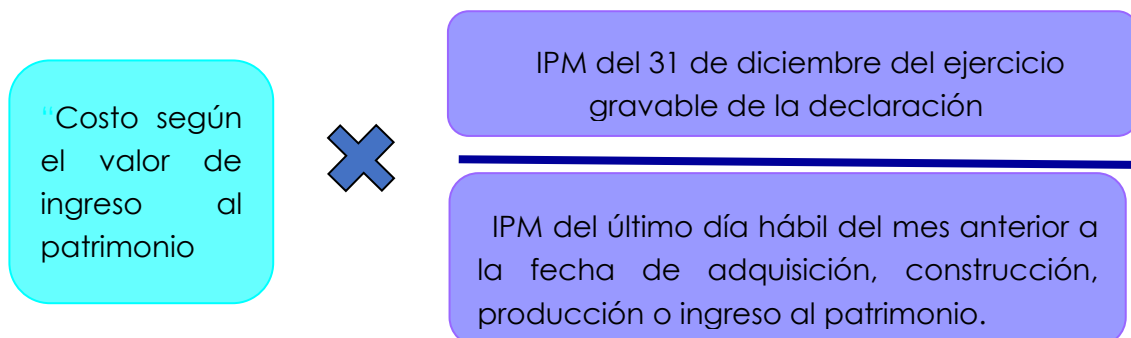 “Costo según
el valor de
ingreso al
patrimonio
IPM del 31 de diciembre del ejercicio
gravable de la declaración
IPM del último día hábil del mes anterior a
la fecha de adquisición, construcción,
producción o ingreso al patrimonio.